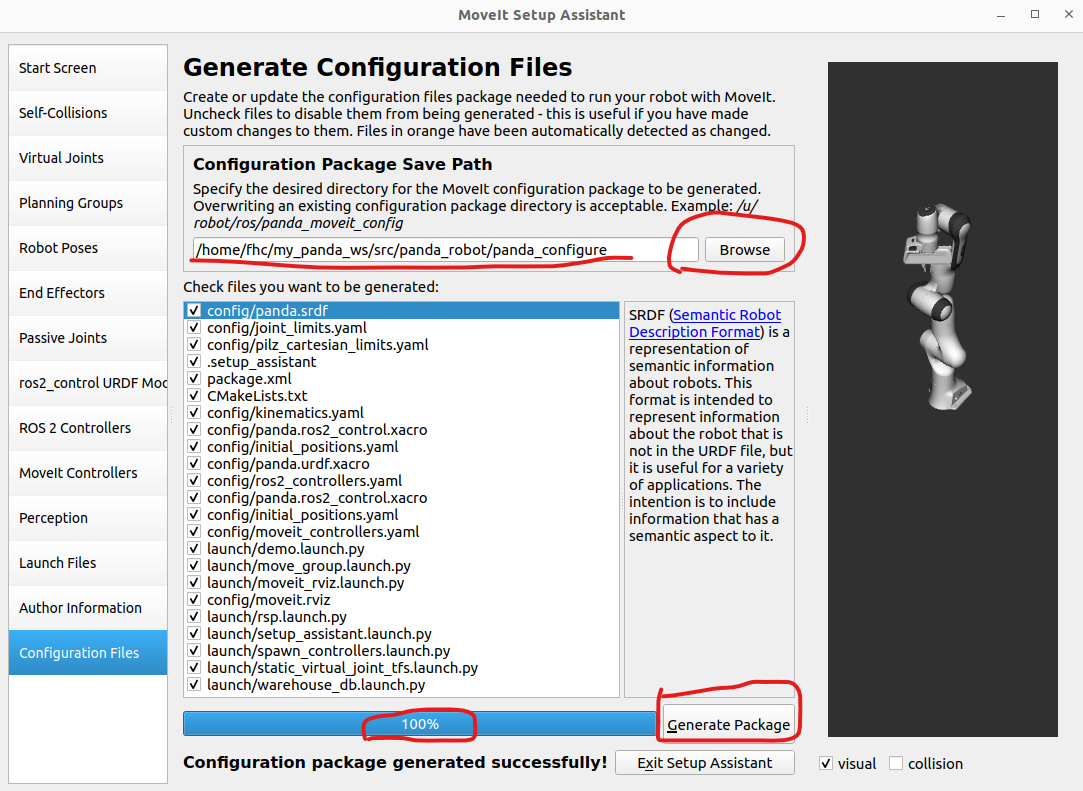 MoveIt Setup Assistant
Start Screen
Self-Collisions
Virtual Joints
Planning Groups
Robot Poses
End Effectors
Passive Joints
ros2_control URDF Mod
ROS 2 Controllers
MoveIt Controllers
Perception
Launch Files
Author Information
Configuration Files
Generate Configuration Files
Create or update the configuration files package needed to run your robot with MoveIt.
Uncheck files to disable them from being generated - this is useful if you have made
custom changes to them. Files in orange have been automatically detected as changed.
Configuration Package Save Path
Specify the desired directory for the MoveIt configuration package to be generated.
Overwriting an existing configuration package directory is acceptable. Example: /u/
robot/ros/panda_moveit_config
/home/fhc/my_panda_ws/src/panda_robot/panda_configure
Browse
Check files you want to be generated:
config/panda.srdf
config/joint_limits.yaml
config/pilz_cartesian_limits.yaml
.setup_assistant
package.xml
CMakeLists.txt
config/kinematics.yaml
config/panda.ros2_control.xacro
config/initial_positions.yaml
config/panda.urdf.xacro
config/ros2_controllers.yaml
config/panda.ros2_control.xacro
config/initial_positions.yaml
config/moveit_controllers.yaml
launch/demo.launch.py
launch/move_group.launch.py
launch/moveit_rviz.launch.py
config/moveit.rviz
launch/rsp.launch.py
launch/setup_assistant.launch.py
launch/spawn_controllers.launch.py
launch/static_virtual_joint_tfs.launch.py
launch/warehouse_db.launch.py
SRDF (Semantic Robot
Description Format) is a
representation of
semantic information
about robots. This
format is intended to
represent information
about the robot that is
not in the URDF file, but
it is useful for a variety
of applications. The
intention is to include
information that has a
semantic aspect to it.
100%
Generate Package
Configuration package generated successfully!
Exit Setup Assistant
visual
collision